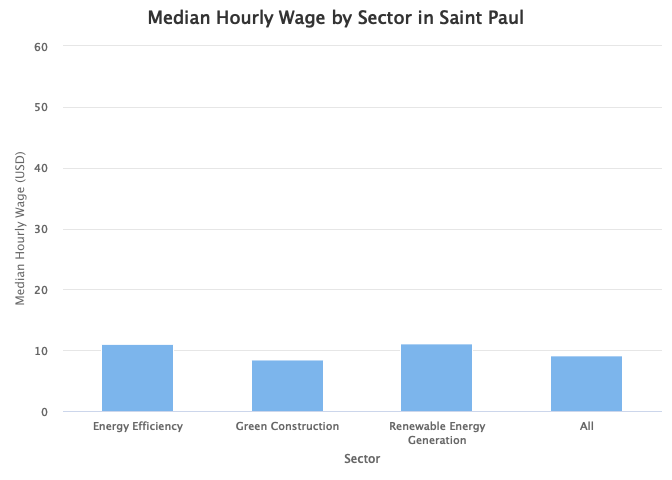 Median Hourly Wage by Sector in Saint Paul
Median Hourly Wage (USD)
60
50
40
30
20
10
0
Energy Efficiency
Green Construction
Renewable Energy
Generation
All
Sector